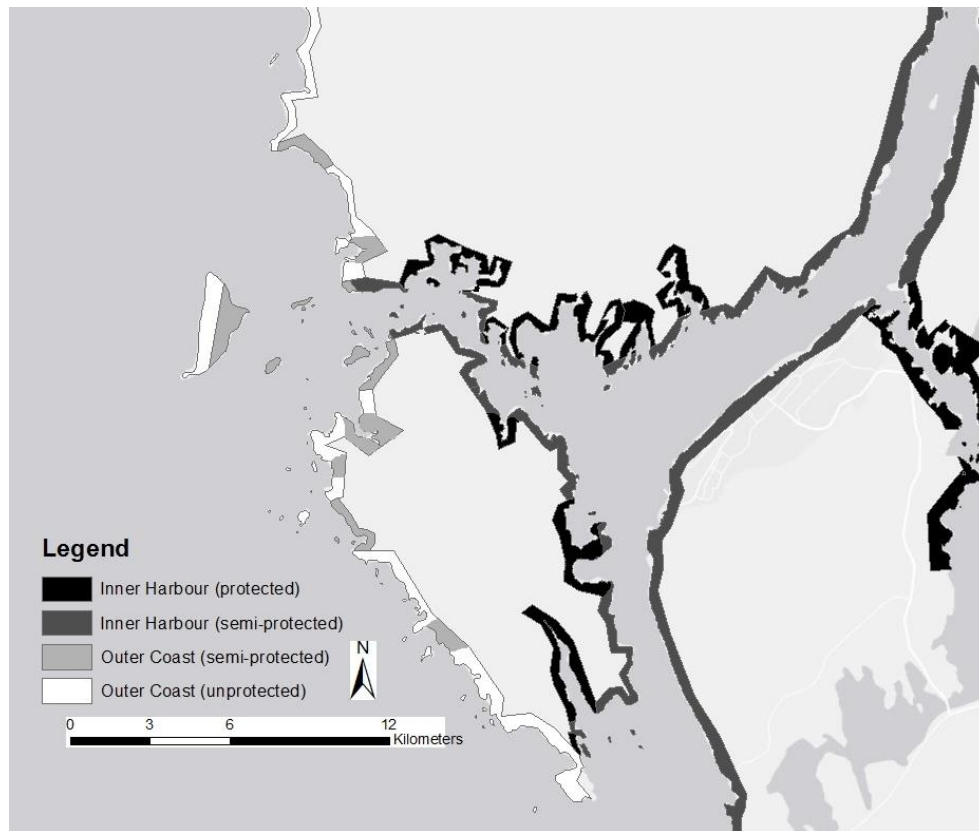 Legend
Inner Harbour (protected)
Inner Harbour (semi-protected)
Outer Coast (semi-protected)
Outer Coast (unprotected)
N
0 3 6 12
Kilometers